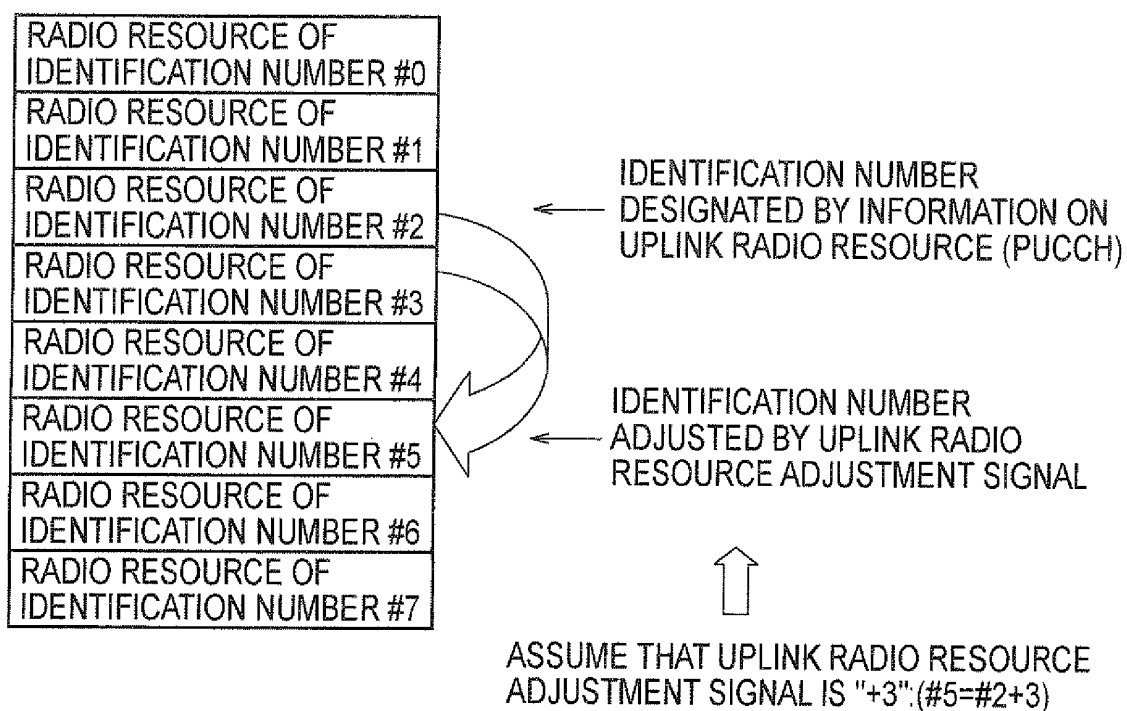 RADIO RESOURCE OF
IDENTIFICATION NUMBER #0
RADIO RESOURCE OF
IDENTIFICATION NUMBER #1
RADIO RESOURCE OF
IDENTIFICATION NUMBER #2
RADIO RESOURCE OF
IDENTIFICATION NUMBER #3
RADIO RESOURCE OF
IDENTIFICATION NUMBER #4
RADIO RESOURCE OF
IDENTIFICATION NUMBER #5
RADIO RESOURCE OF
IDENTIFICATION NUMBER #6
RADIO RESOURCE OF
IDENTIFICATION NUMBER #7
IDENTIFICATION NUMBER
DESIGNATED BY INFORMATION ON
UPLINK RADIO RESOURCE (PUCCH)
IDENTIFICATION NUMBER
ADJUSTED BY UPLINK RADIO
RESOURCE ADJUSTMENT SIGNAL
ASSUME THAT UPLINK RADIO RESOURCE
ADJUSTMENT SIGNAL IS "+3":(#5=#2+3)